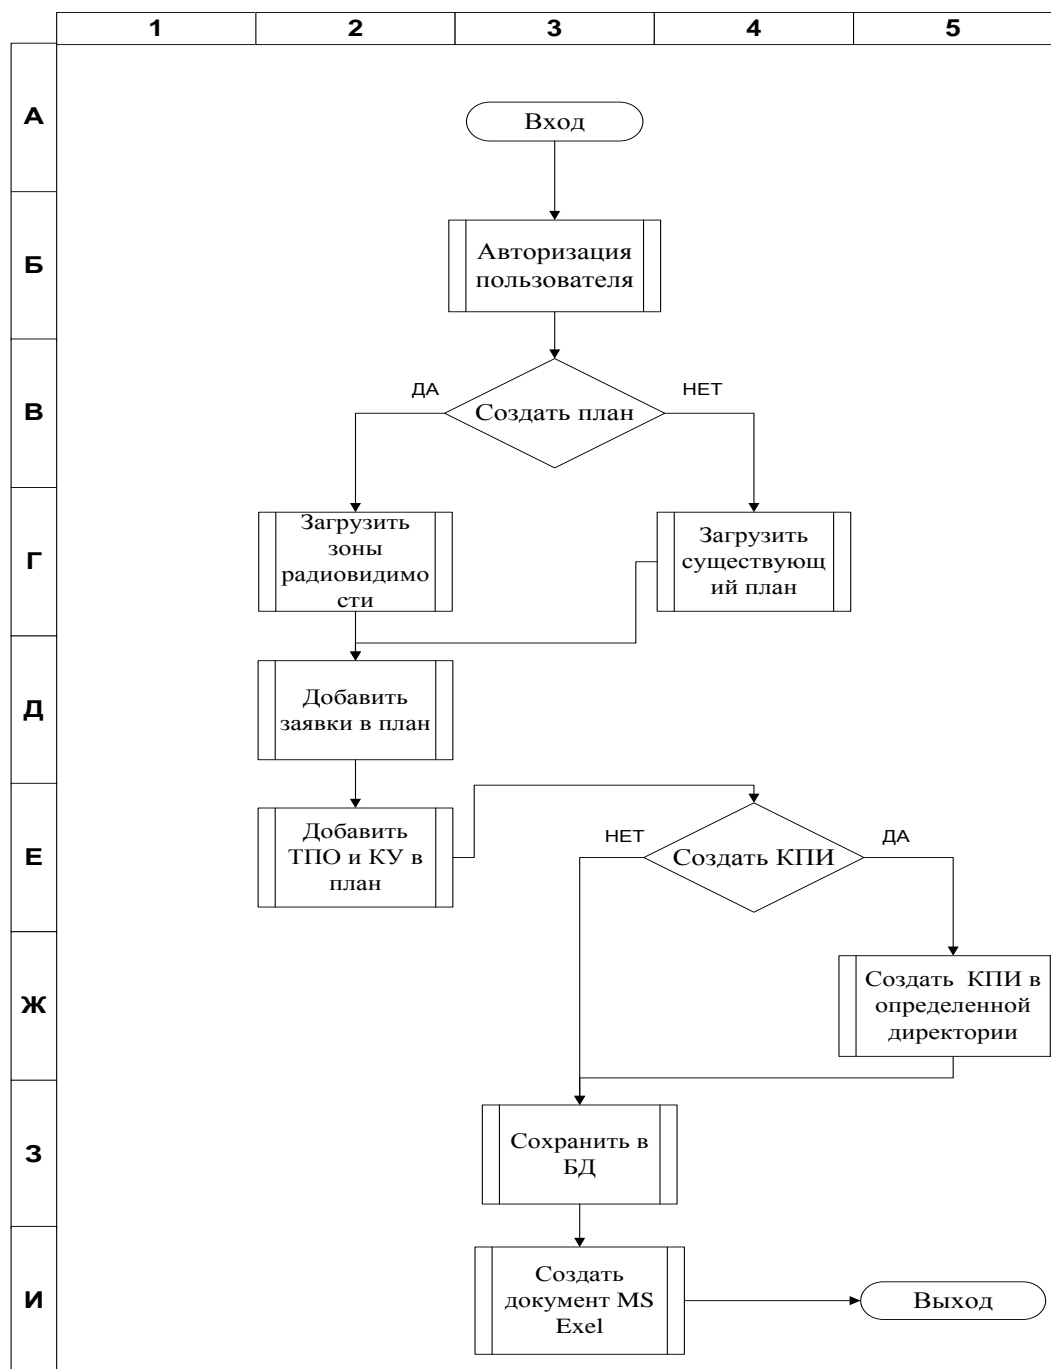 1 2 3 4 5
А
Вход
Б
Авторизация
пользователя
В
ДА
НЕТ
Создать план
Г
Загрузить
зоны
радиовидимо
сти
Загрузить
существующ
ий план
Д
Добавить
заявки в план
Е
Добавить
ТПО и КУ в
план
НЕТ
Создать КПИ
ДА
Ж
Создать КПИ в
определенной
директории
З
Сохранить в
БД
И
Создать
документ MS
Exel
Выход